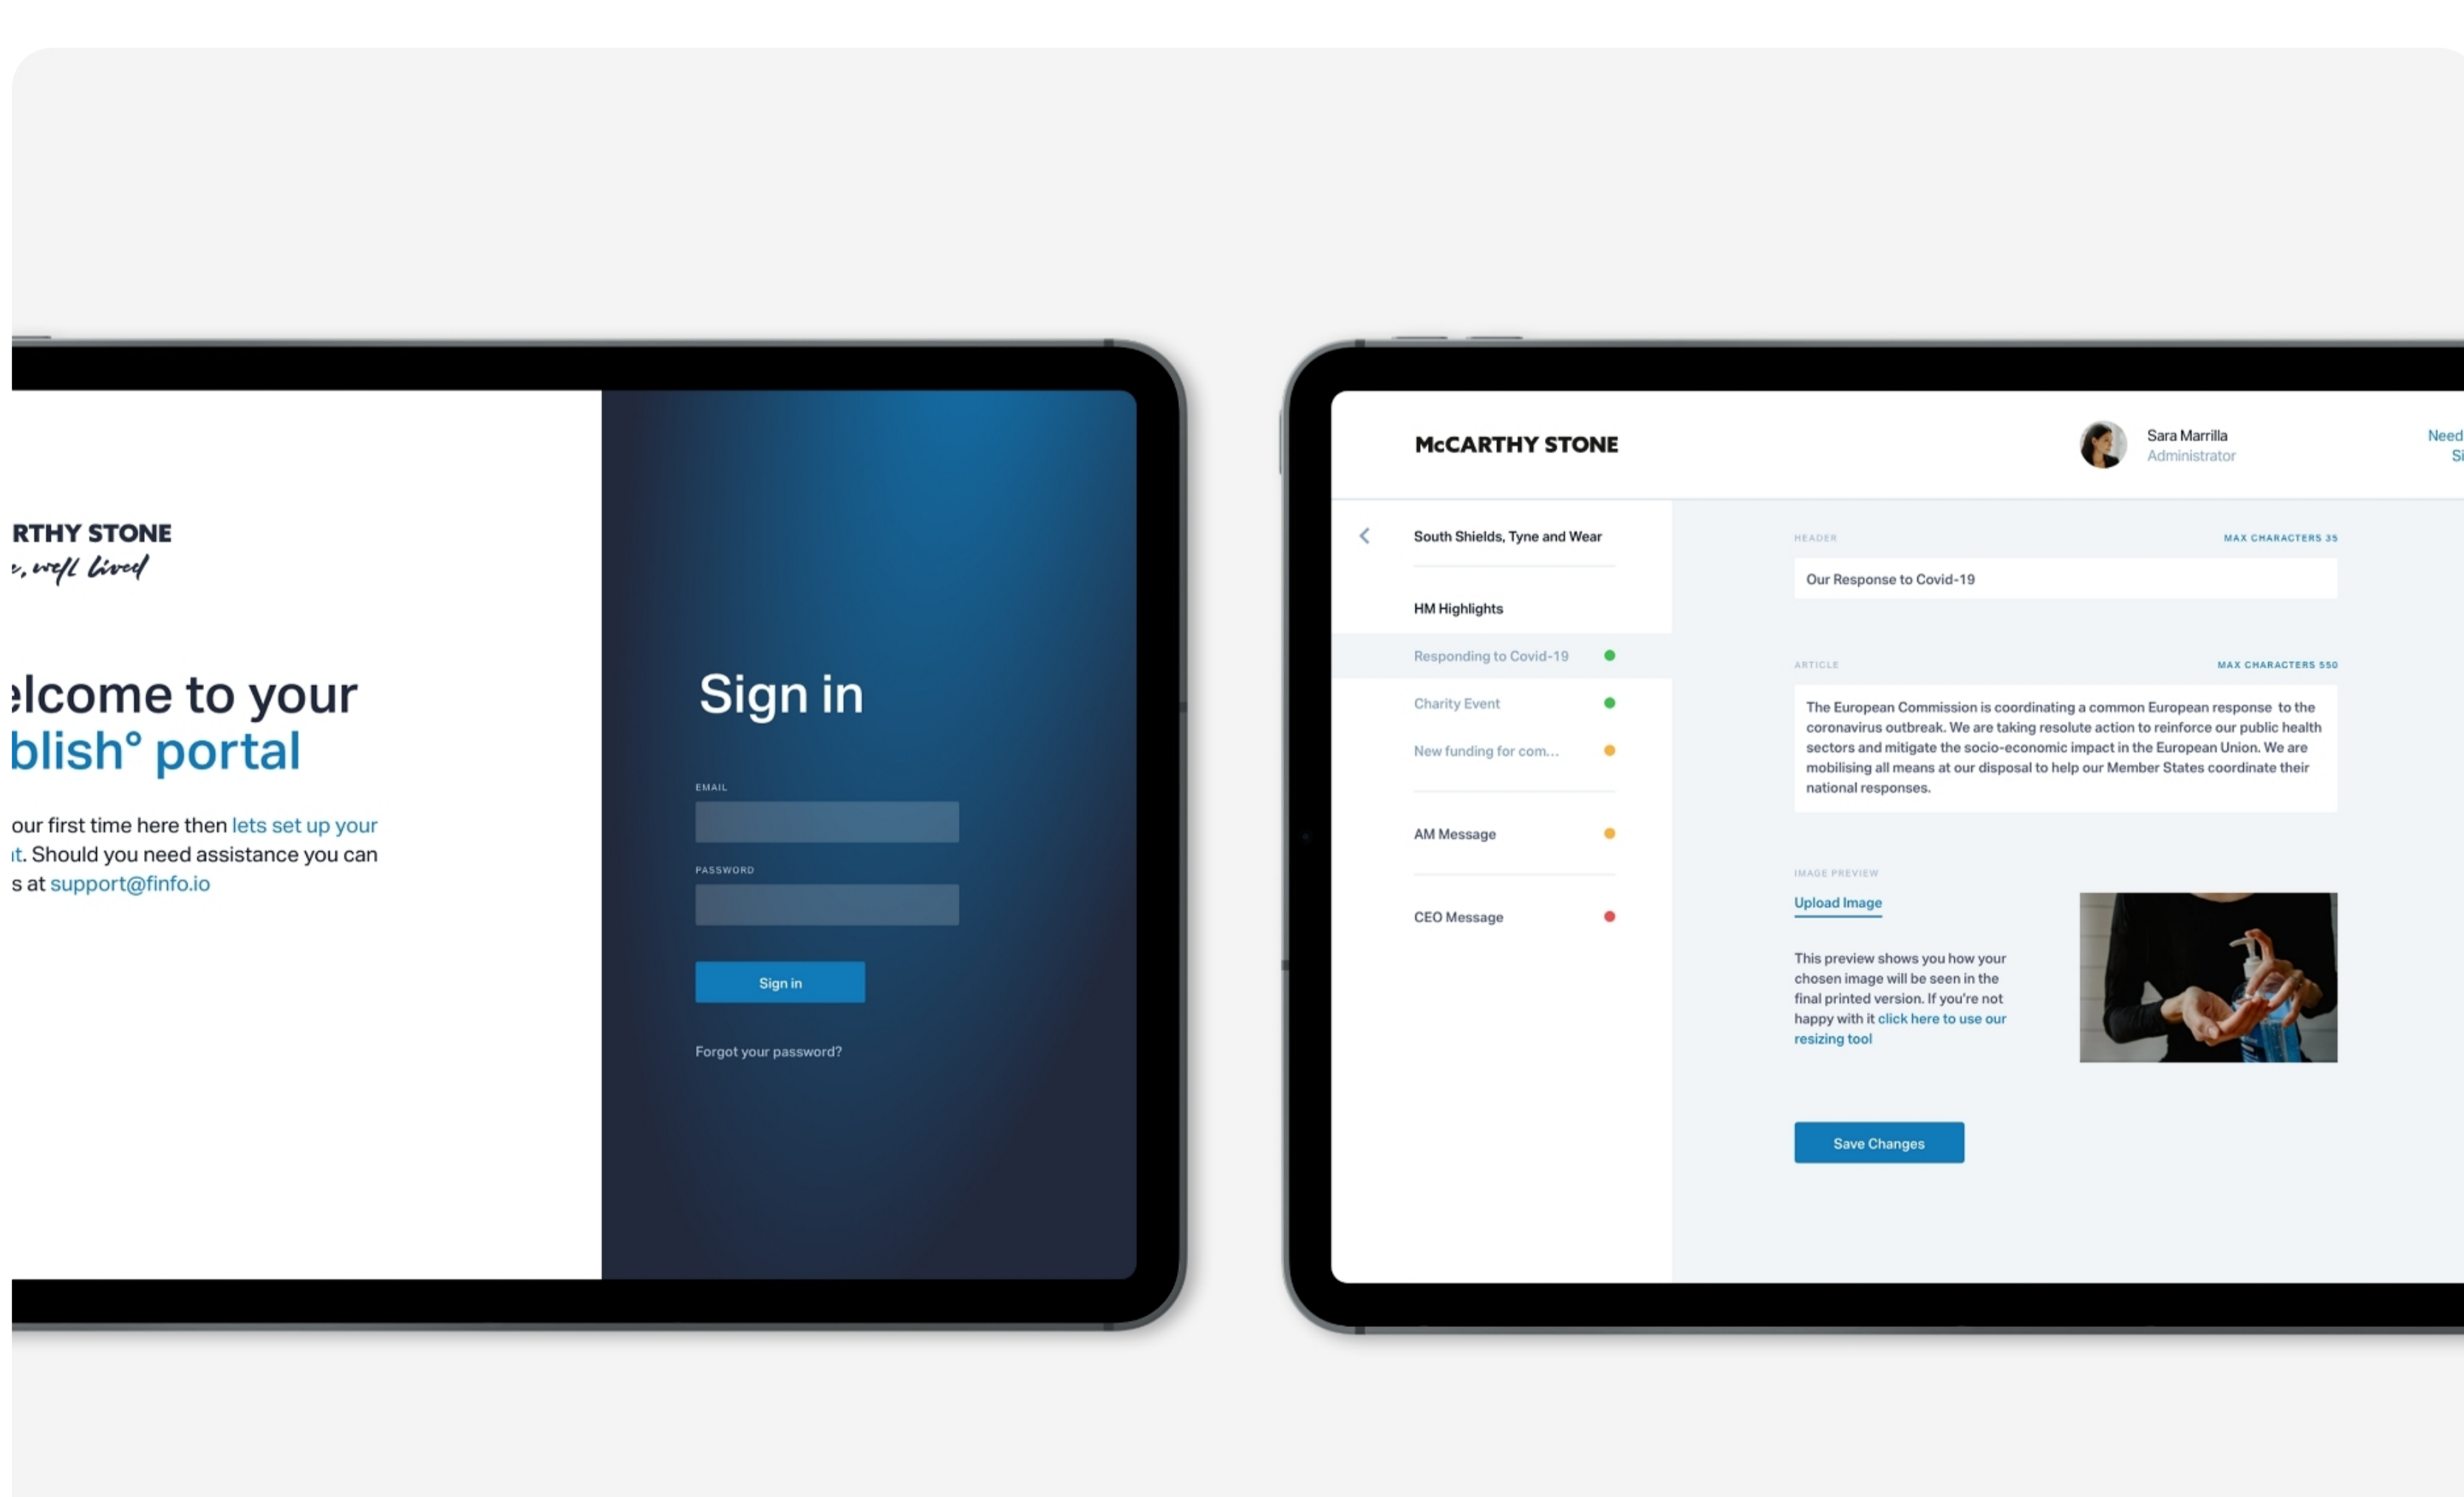 RTHY STONE
, well lived
elcome to your
blish° portal
our first time here then lets set up your
t. Should you need assistance you can
s at support@finfo.io
Sign in
EMAIL
PASSWORD
Sign in
Forgot your password?
McCARTHY STONE
Sara Marrilla
Administrator
Need
Si
South Shields, Tyne and Wear
HM Highlights
Responding to Covid-19
Charity Event
New funding for com...
AM Message
CEO Message
HEADER
MAX CHARACTERS 35
Our Response to Covid-19
ARTICLE
MAX CHARACTERS 550
The European Commission is coordinating a common European response to the
coronavirus outbreak. We are taking resolute action to reinforce our public health
sectors and mitigate the socio-economic impact in the European Union. We are
mobilising all means at our disposal to help our Member States coordinate their
national responses.
IMAGE PREVIEW
Upload Image
This preview shows you how your
chosen image will be seen in the
final printed version. If you're not
happy with it click here to use our
resizing tool
Save Changes